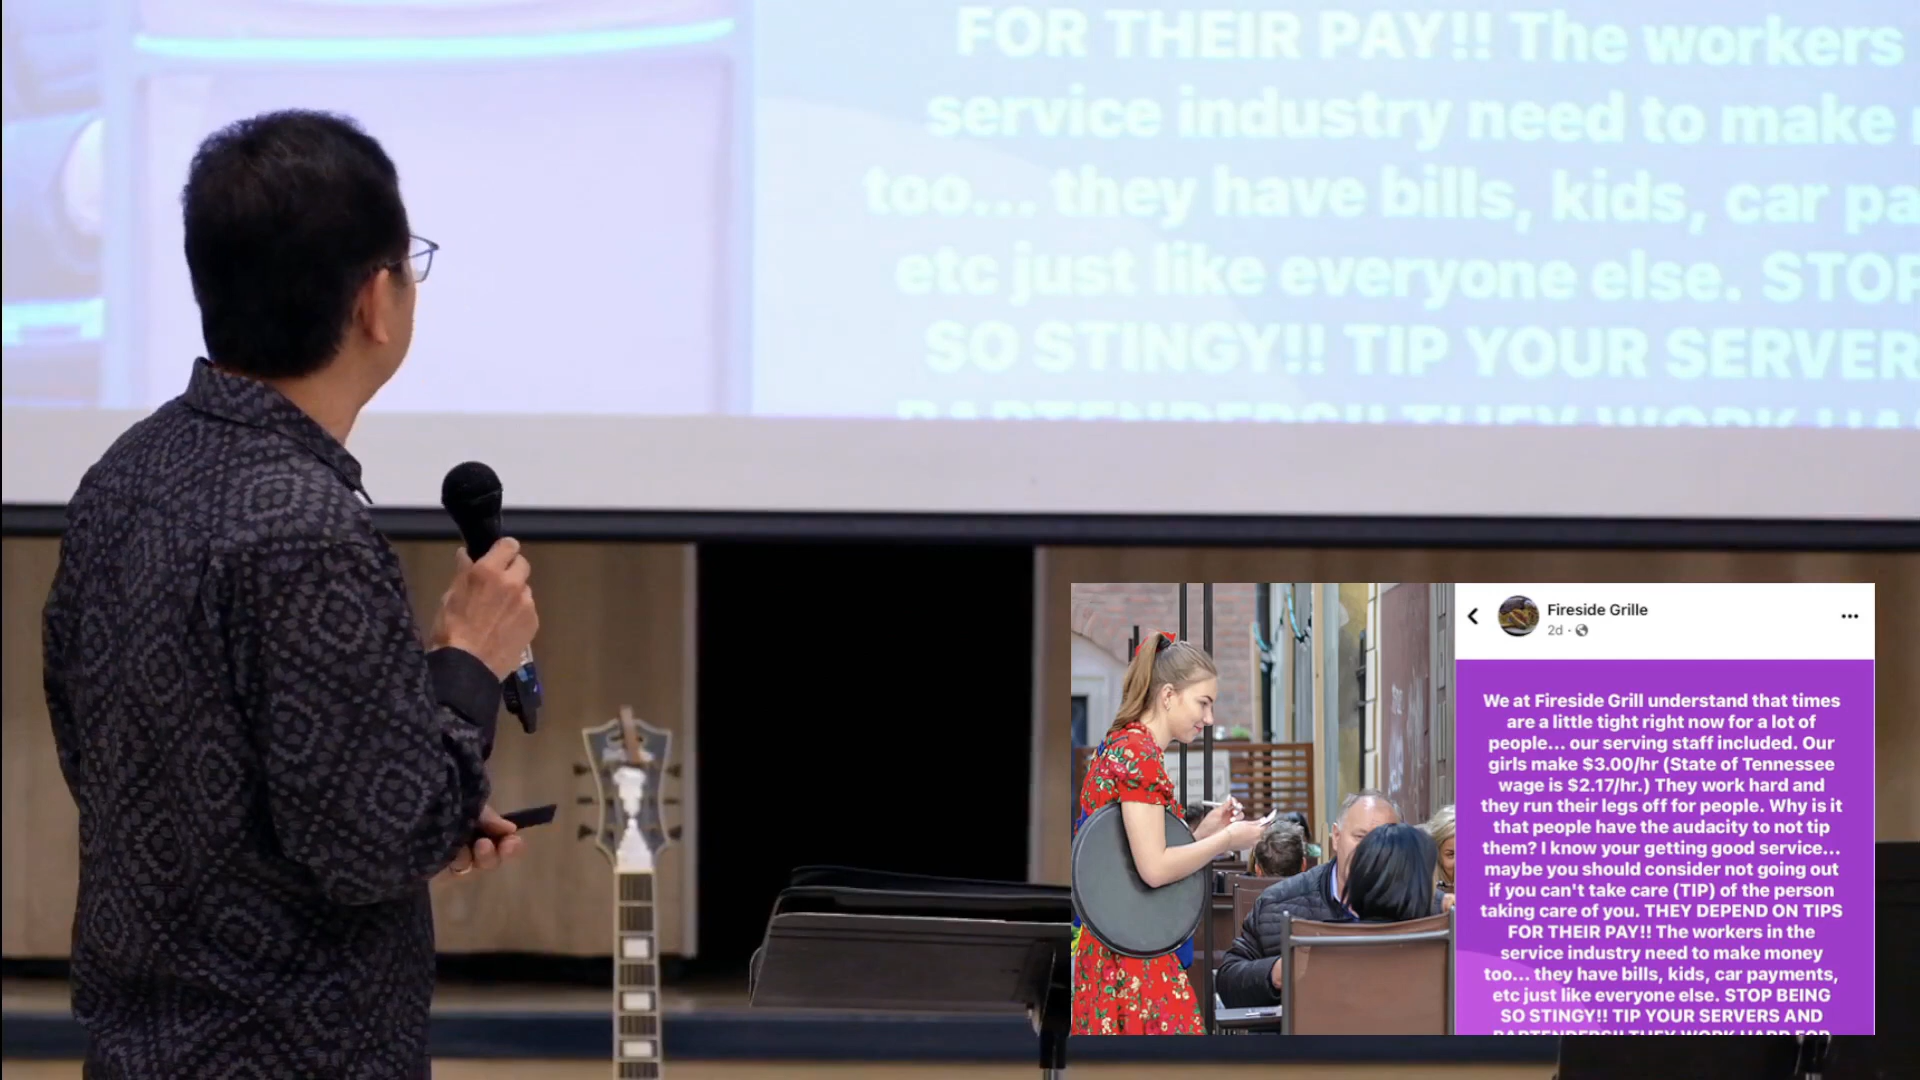 FOR THEIR PAY!! The workers
service industry need to make
too... they have bills, kids, car
etc just like everyone else. STOP
SO STINGY!! TIP YOUR SERVER
Fireside Grille
2d
We at Fireside Grill understand that times
are a little tight right now for a lot of
people... our serving staff included. Our
girls make $3.00/hr (State of Tennessee
wage is $2.17/hr.) They work hard and
they run their legs off for people. Why is it
that people have the audacity to not tip
them? I know your getting good service...
maybe you should consider not going out
if you can't take care (TIP) of the person
taking care of you. THEY DEPEND ON TIPS
FOR THEIR PAY!! The workers in the
service industry need to make money
too... they have bills, kids, car payments,
etc just like everyone else. STOP BEING
SO STINGY!! TIP YOUR SERVERS AND
BARTENDERS!! THEY WORK HARD FOR